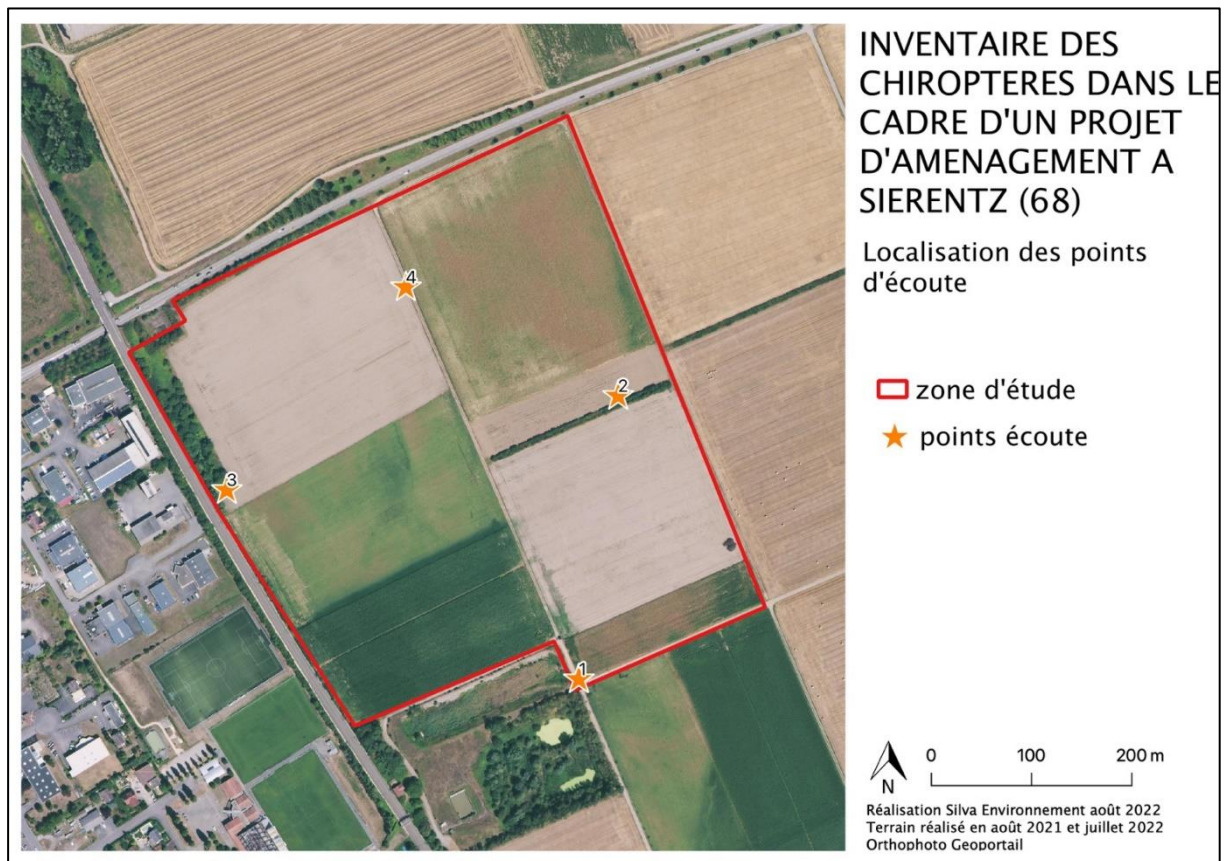 INVENTAIRE DES
CHIROPTERES DANS LE
CADRE D'UN PROJET
D'AMENAGEMENT A
SIERENTZ (68)
Localisation des points
d'écoute
zone d'étude
points écoute
4
2
3
1
0 100 200 m
N
Réalisation Silva Environnement août 2022
Terrain réalisé en août 2021 et juillet 2022
Orthophoto Geoportail